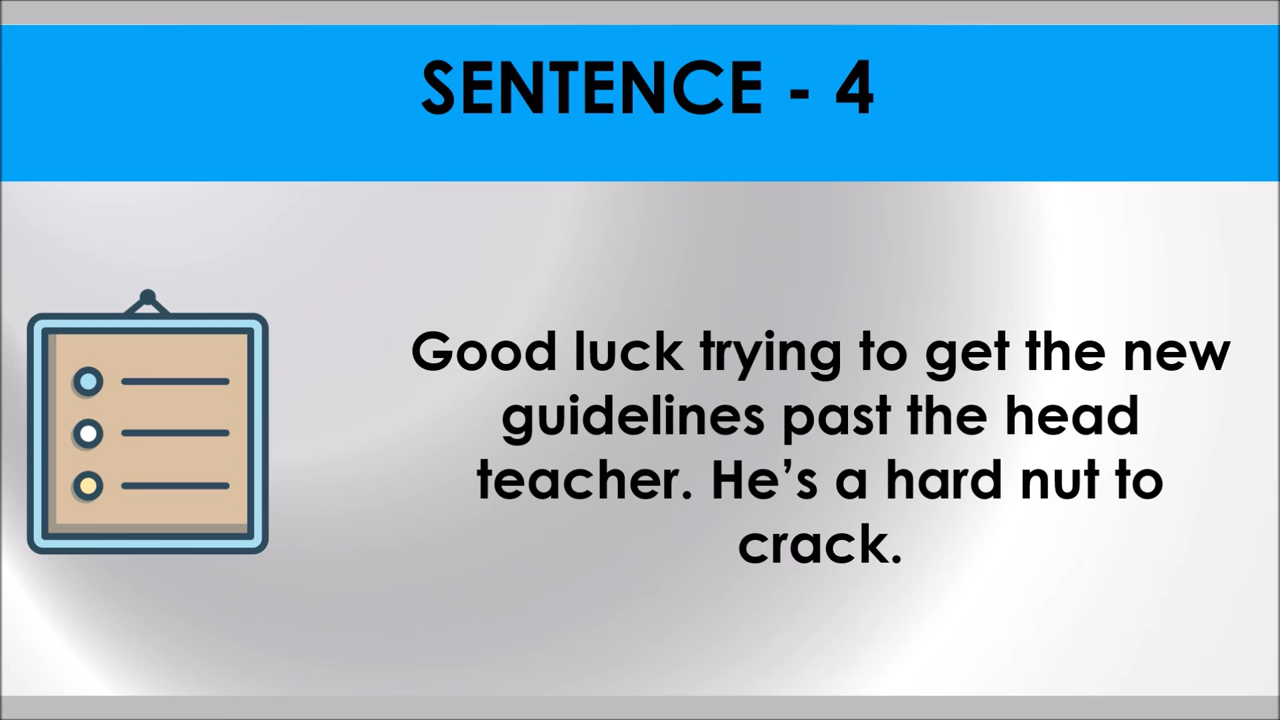 SENTENCE - 4
Good luck trying to get the new
guidelines past the head
teacher. He’s a hard nut to
crack.